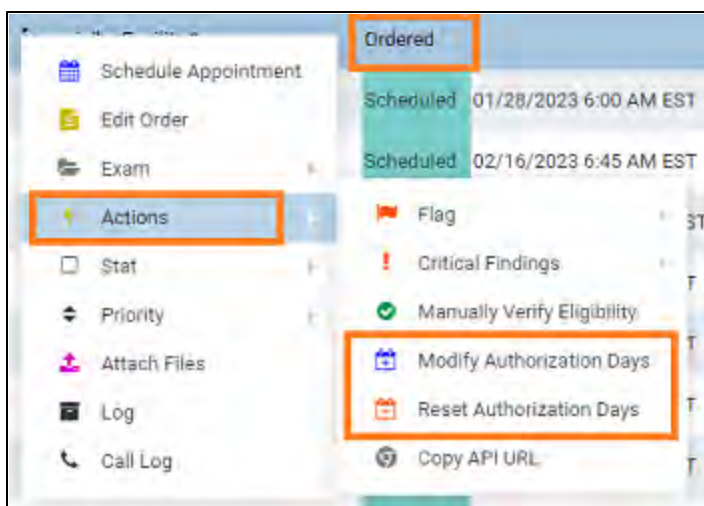 Ordered
Schedule Appointment
Scheduled 01/28/2023 6:00 AM EST
Edit Order
Scheduled 02/16/2023 6:45 AM EST
Exam
Actions
Flag
ST
Stat
Critical Findings
T
Priority
Manually Verify Eligibility
T
Attach Files
Modify Authorization Days
T
Log
Reset Authorization Days
T
Call Log
Copy API URL
T